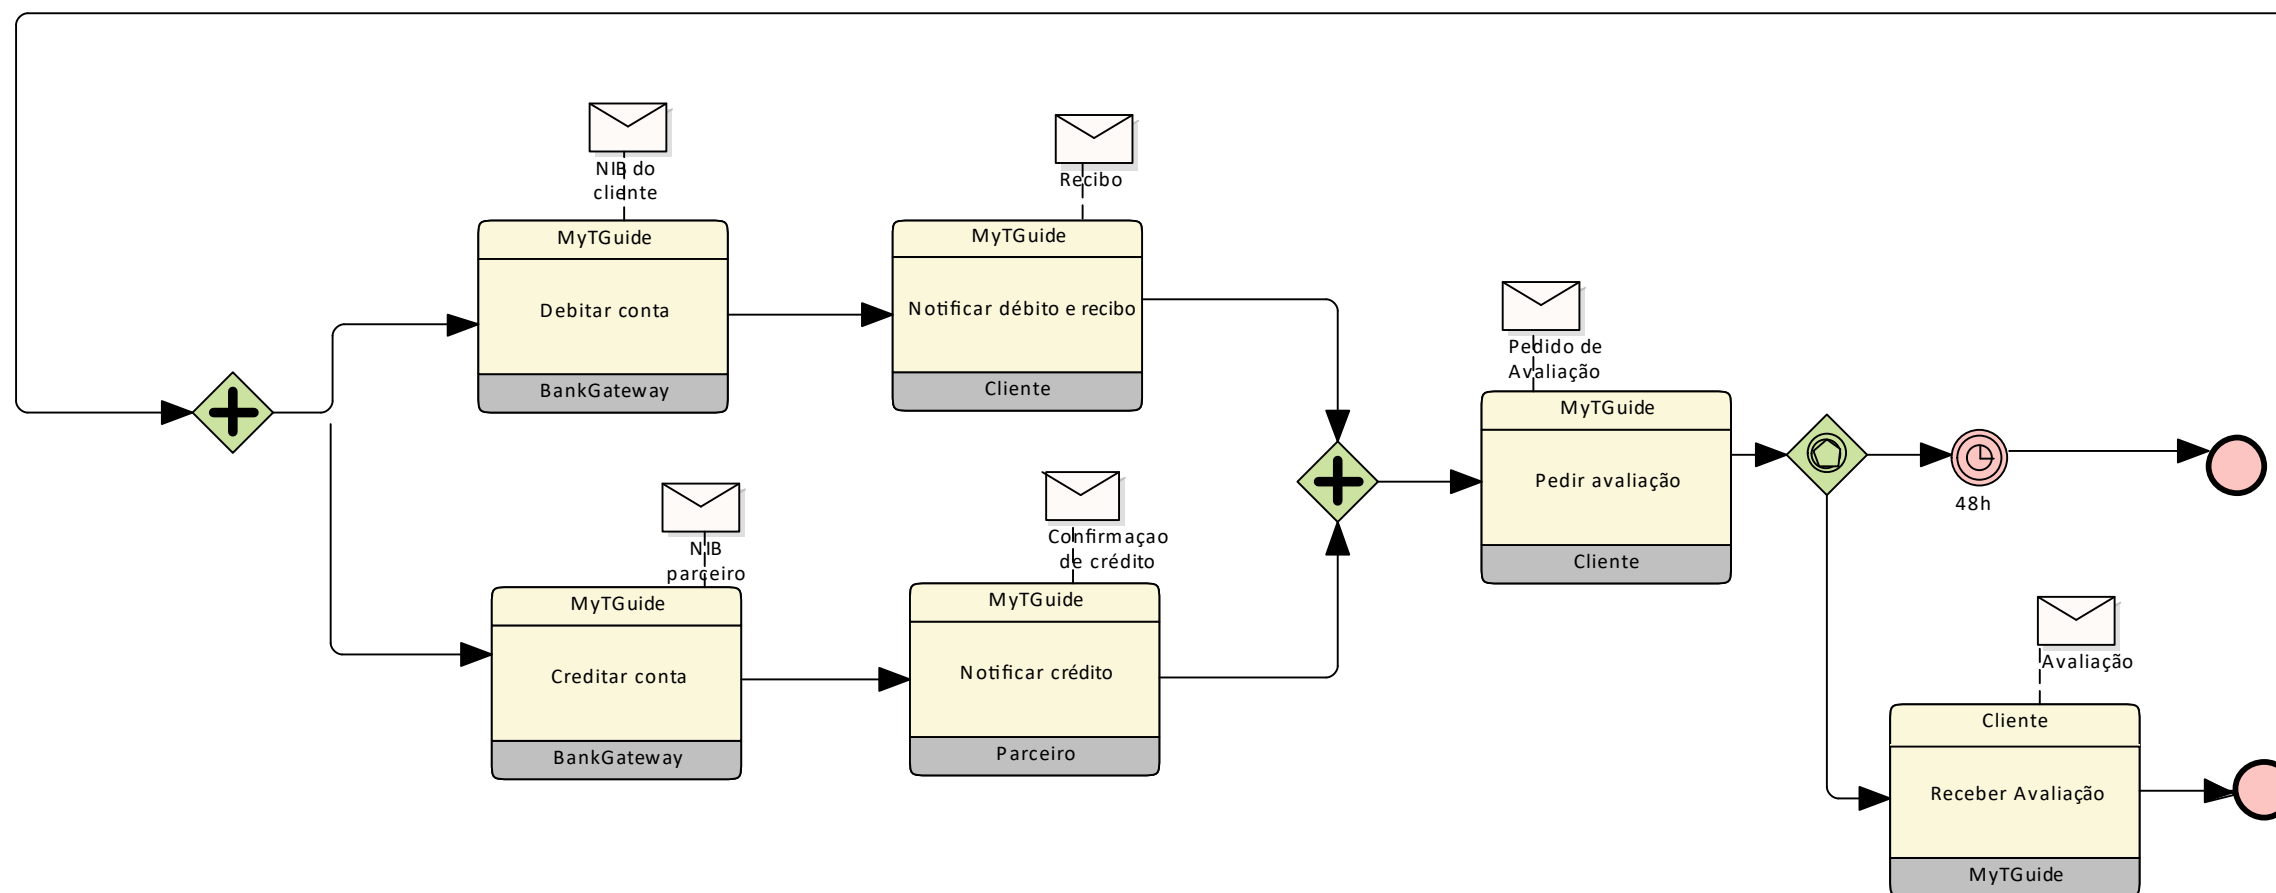 NIB do
cliente
MyTGuide
Debitar conta
BankGateway
Recibo
MyTGuide
Notificar débito e recibo
Cliente
NIB
parceiro
MyTGuide
Creditar conta
BankGateway
Confirmaçao
de crédito
MyTGuide
Notificar crédito
Parceiro
Pedido de
Avaliação
MyTGuide
Pedir avaliação
Cliente
48h
Avaliação
Cliente
Receber Avaliação
MyTGuide